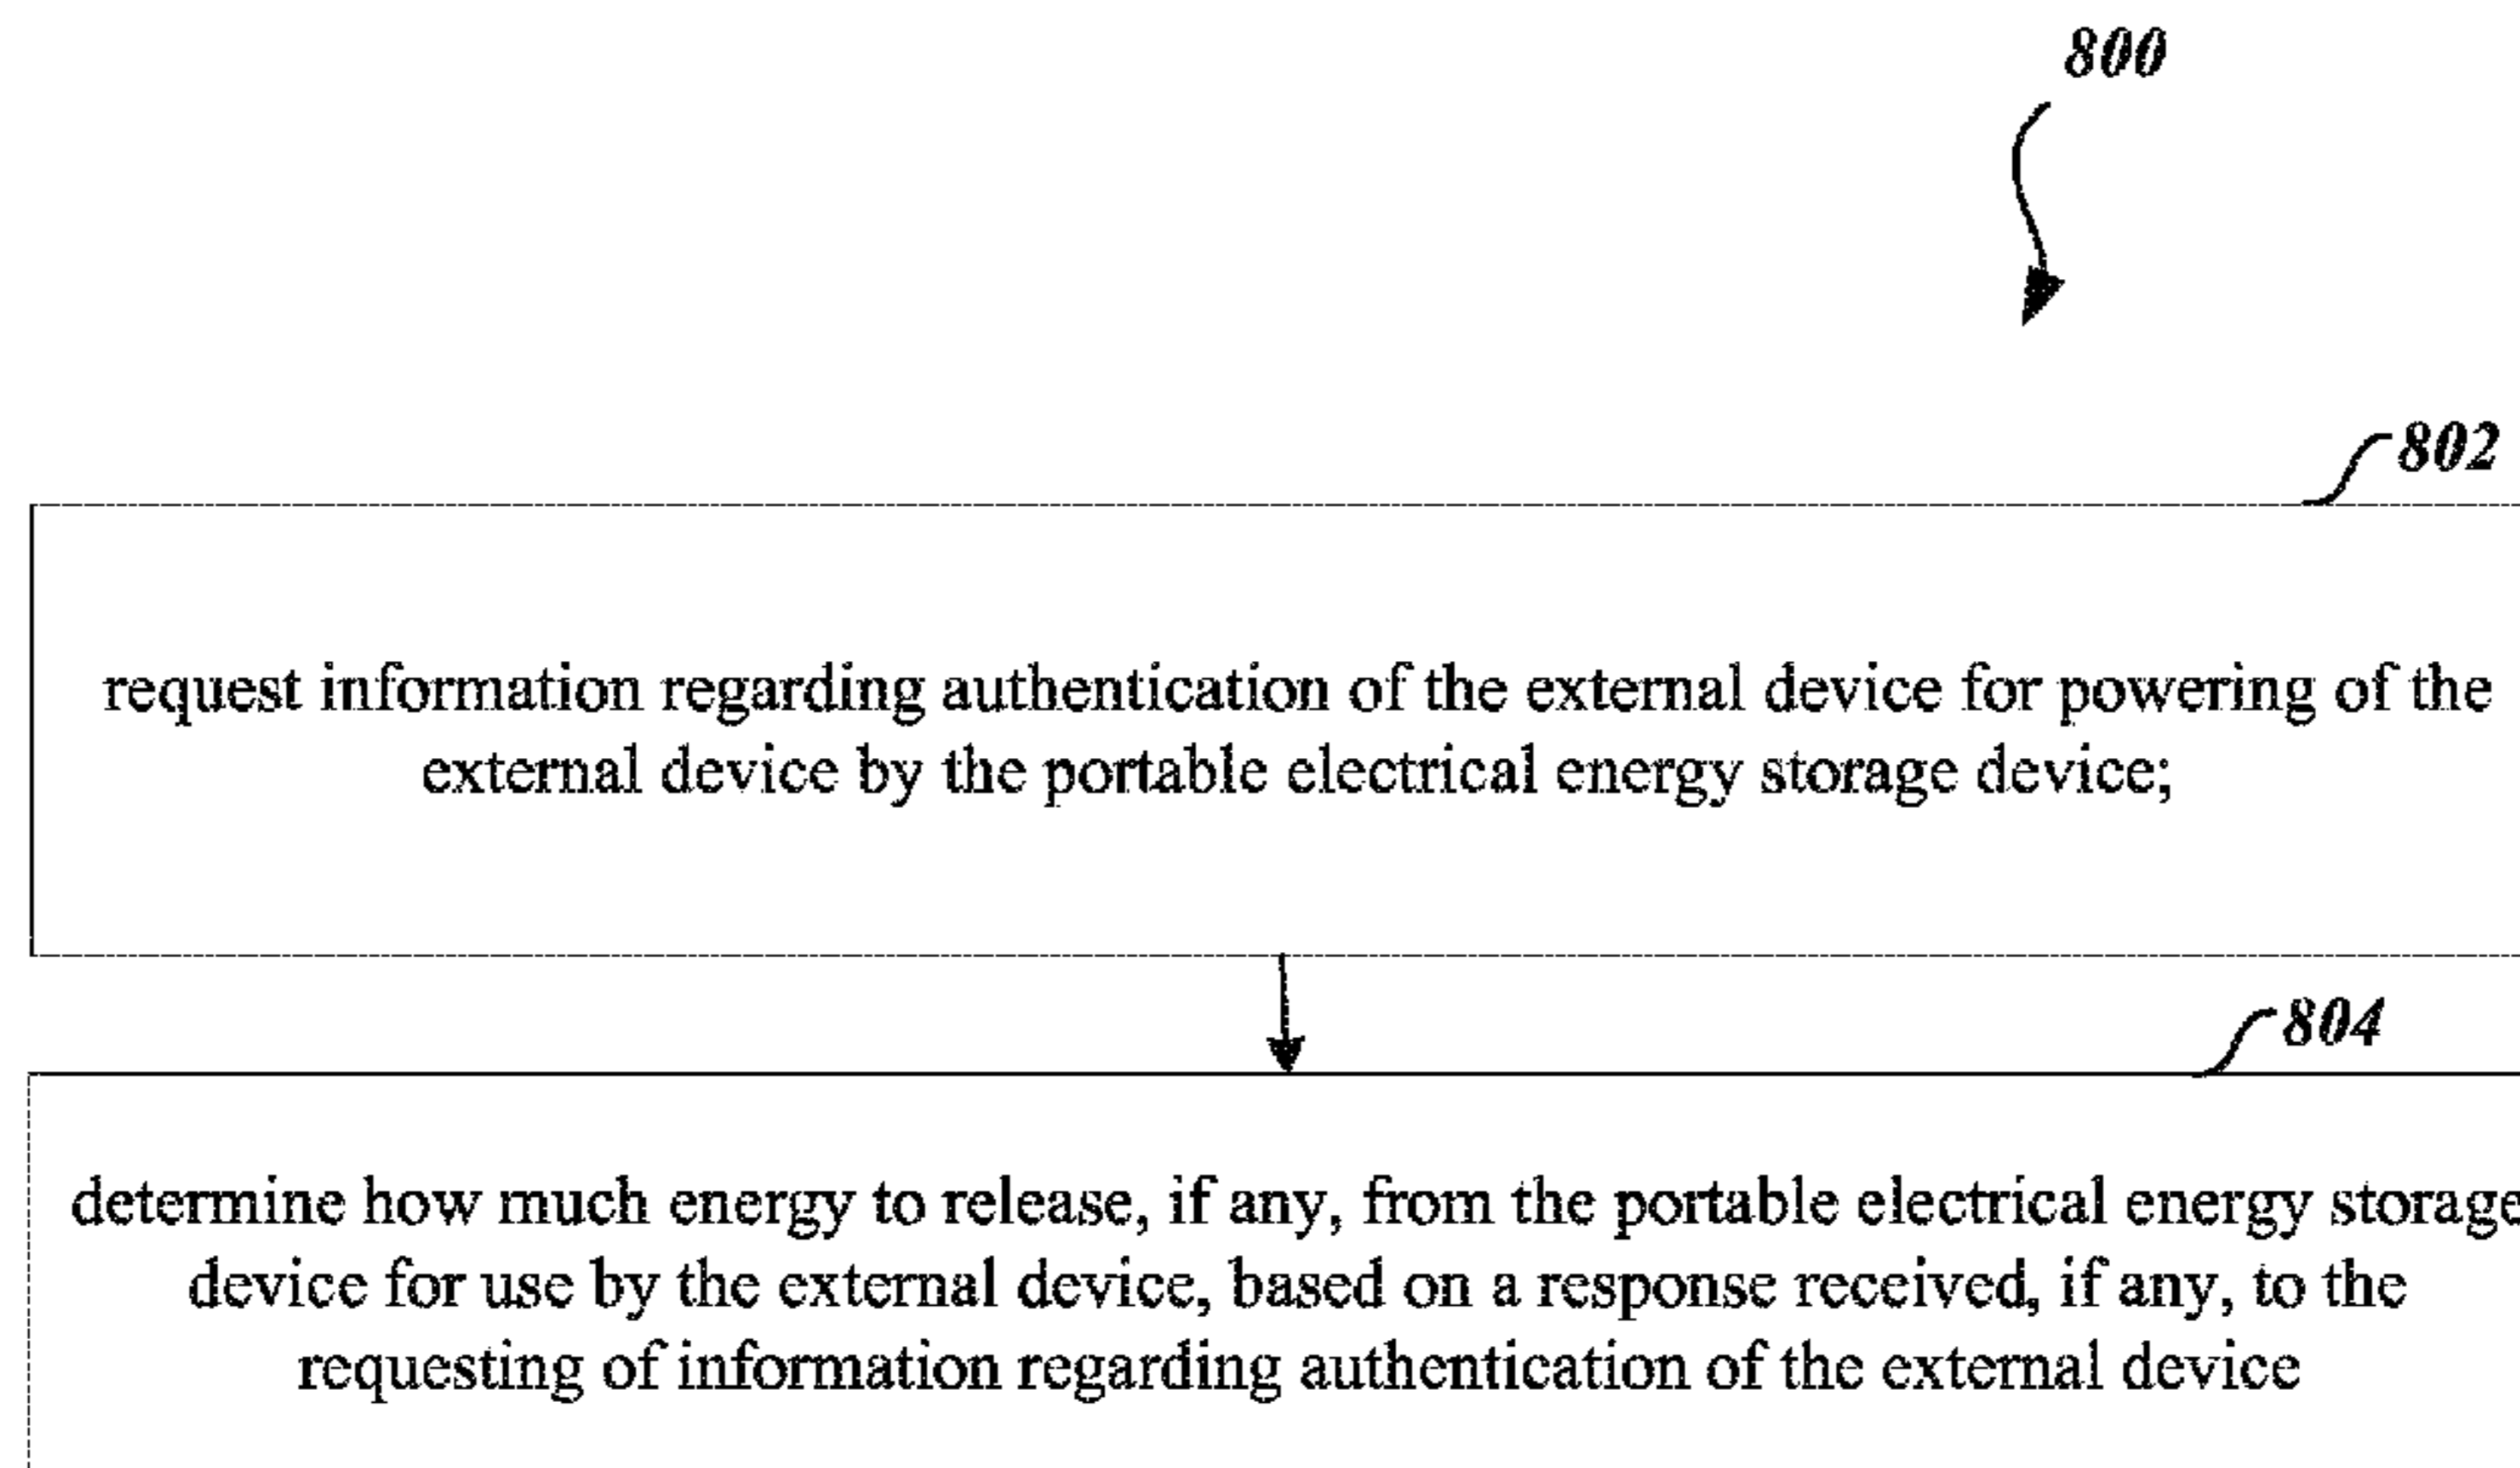 800
802
request information regarding authentication of the external device for powering of the
external device by the portable electrical energy storage device;
804
determine how much energy to release, if any, from the portable electrical energy storage
device for use by the external device, based on a response received, if any, to the
requesting of information regarding authentication of the external device